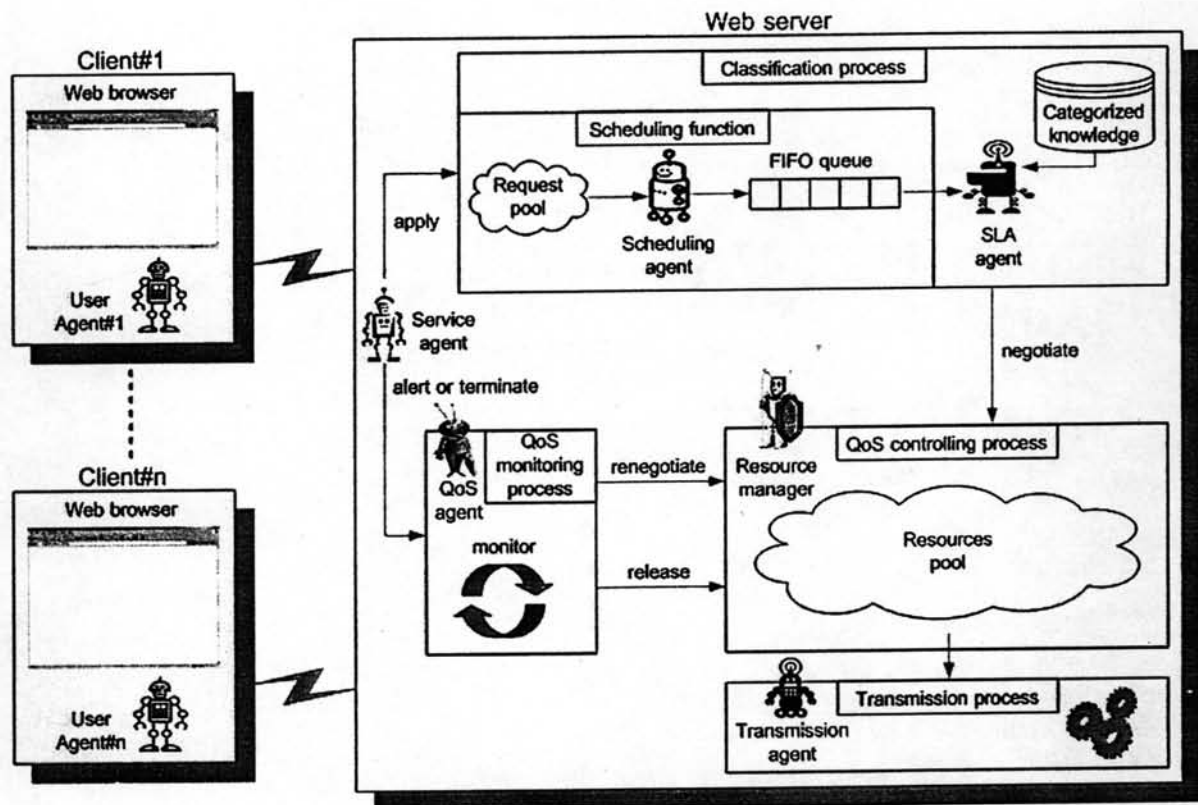 Web server
Client#1
Web browser
User
Agent#1
Client#n
Web browser
User
Agent#n
Classification process
Scheduling function
Request
pool
Scheduling
agent
FIFO queue
Categorized
knowledge
SLA
agent
apply
Service
agent
alert or terminate
negotiate
QoS
monitoring
process
QoS
agent
monitor
renegotiate
release
Resource
manager
QoS controlling process
Resources
pool
Transmission process
Transmission
agent